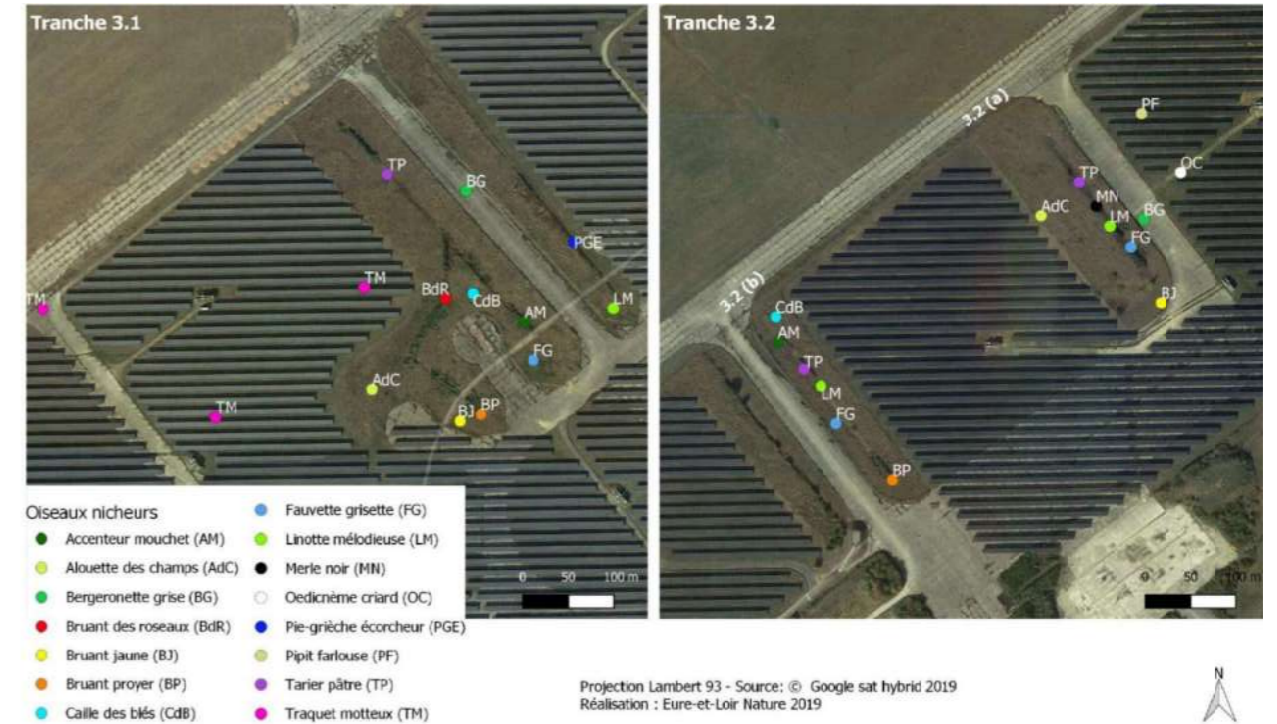 Tranche 3.1
TP
BG
PGE
TM
TM
BdR
CdB
AM
LM
FG
AdC
TM
BJ
BP
0 50 100 m
Tranche 3.2
3.2 (a)
PF
OC
TP
MN
AdC
LM
BG
FG
3.2 (b)
BJ
CdB
AM
TP
LM
FG
BP
0 50 100 m
Oiseaux nicheurs
Accenteur mouchet (AM)
Alouette des champs (AdC)
Bergeronette grise (BG)
Bruant des roseaux (BdR)
Bruant jaune (BJ)
Bruant proyer (BP)
Caille des blés (CdB)
Fauvette grisette (FG)
Linotte mélodieuse (LM)
Merle noir (MN)
Oedicnème criard (OC)
Pie-grièche écorcheur (PGE)
Pipit farlouse (PF)
Tarier pâtre (TP)
Traquet motteux (TM)
Projection Lambert 93 - Source: © Google sat hybrid 2019
Réalisation : Eure-et-Loir Nature 2019
N